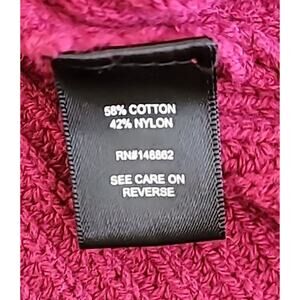 58% COTTON
42% NYLON
RN#148862
SEE CARE ON
REVERSE